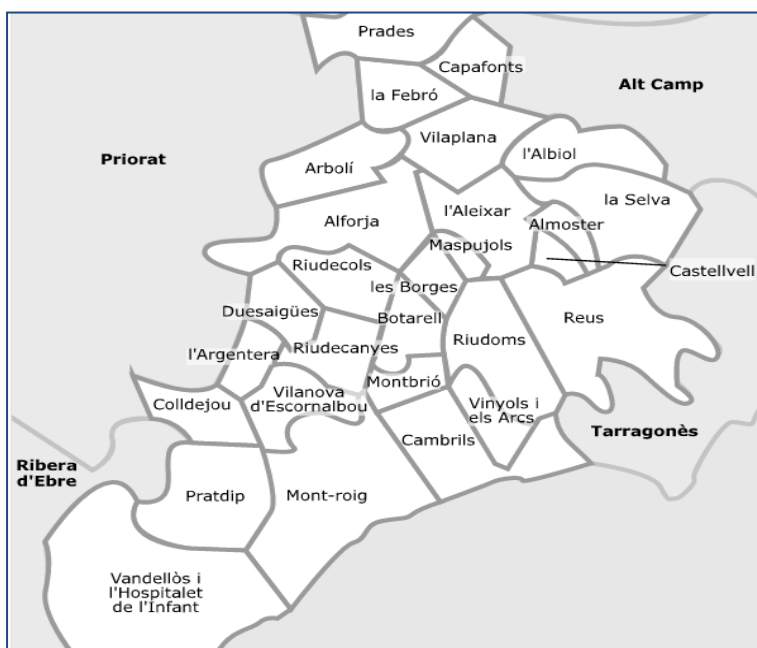 Prades
Capafonts
Alt Camp
la Febró
Vilaplana
l'Albiol
Priorat
Arbolí
la Selva
l'Aleixar
Alforja
Almoster
Maspujols
Riudecols
Castellvell
les Borges
Duesaigües
Botarell
Reus
Riudoms
l'Argentera
Riudecanyes
Montbrió
Vilanova
d'Escornalbou
Colldejou
Vinyols i
els Arcs
Tarragonès
Cambrils
Ribera
d'Ebre
Pratdip
Mont-roig
Vandellòs i
l'Hospitalet
de l'Infant